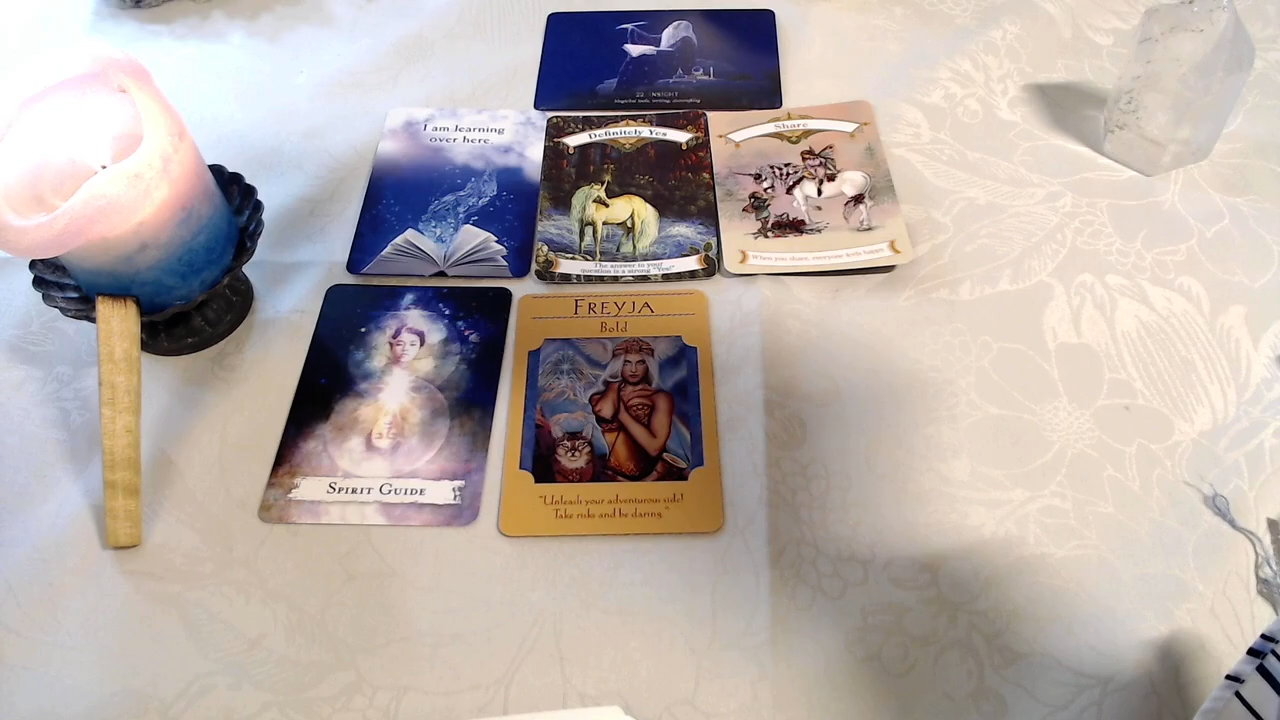 22 INSIGHT
Magickal tools, writing, journaling
I am learning
over here.
Definitely Yes
The answer to your
question is a strong "Yes!"
Share
When you share, everyone feels happy
SPIRIT GUIDE
FREYJA
Bold
"Unleash your adventurous side!
Take risks and be daring."